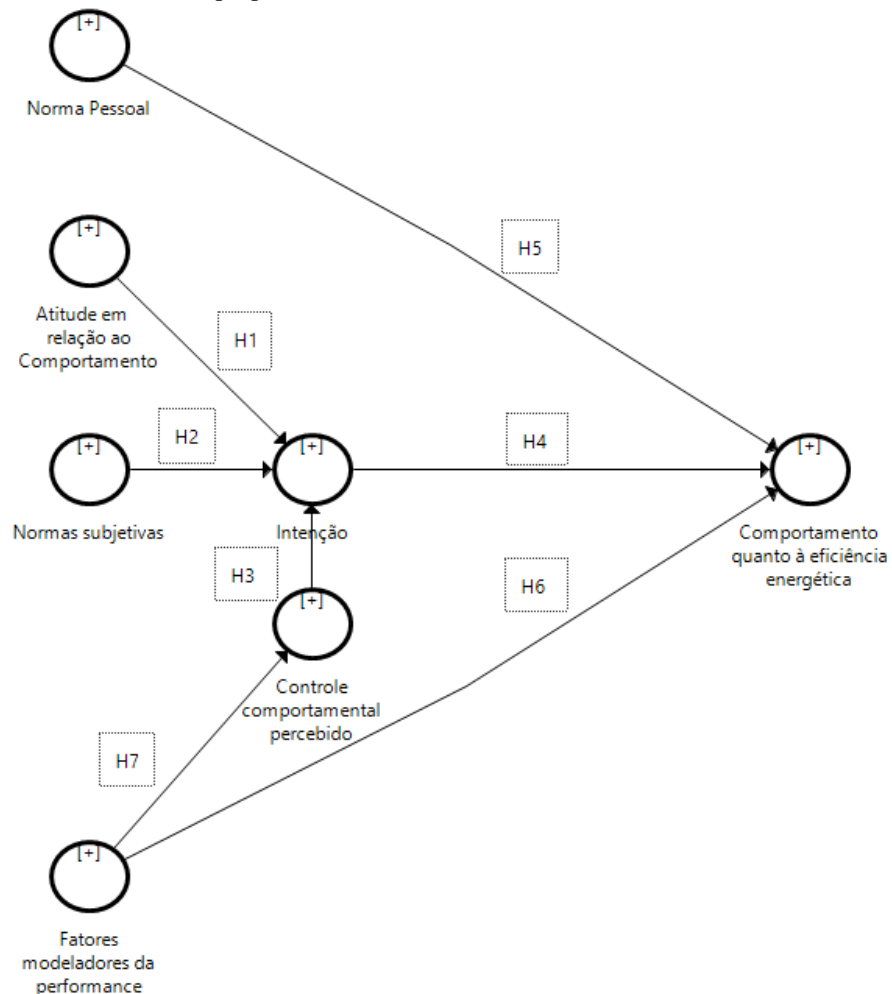 [+]
Norma Pessoal
[+]
H5
Atitude em
relação ao
Comportamento
H1
[+]
H2
[+]
H4
[+]
Normas subjetivas
Intenção
Comportamento
quanto à eficiência
energética
H3
[+]
H6
Controle
comportamental
percebido
H7
[+]
Fatores
modeladores da
performance